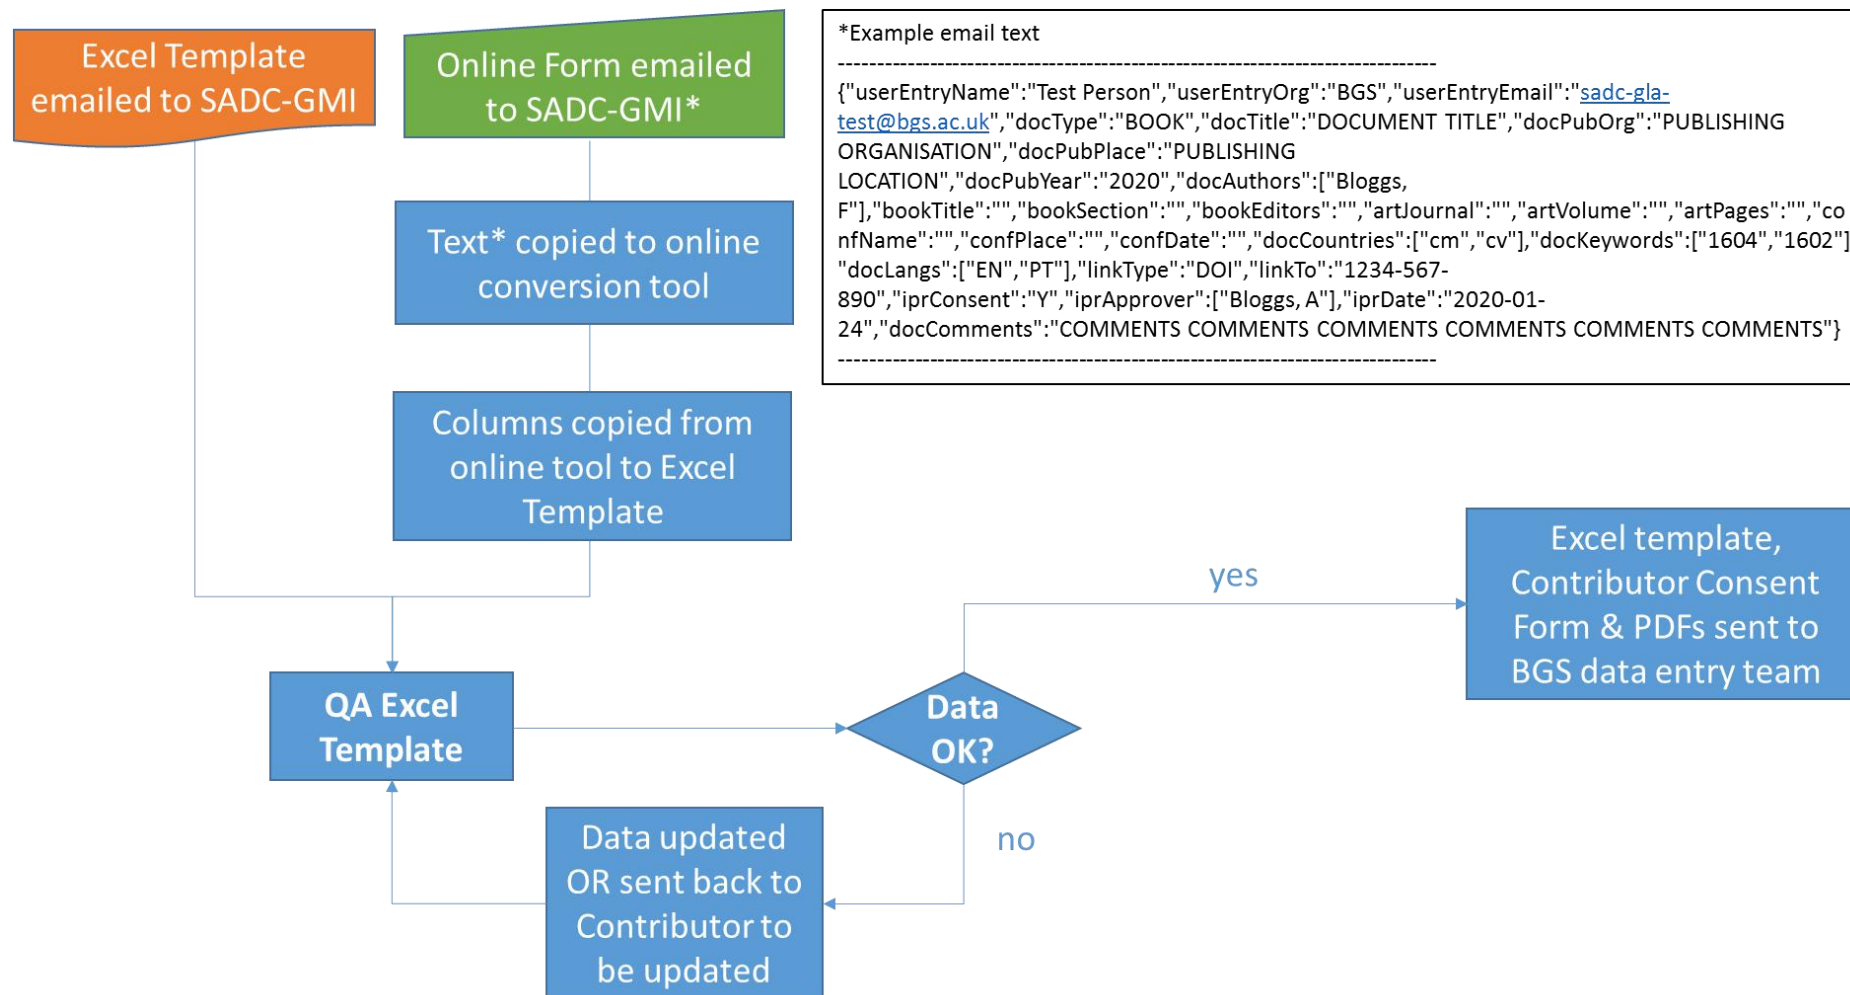 Excel Template
emailed to SADC-GMI
Online Form emailed
to SADC-GMI*
*Example email text
----------------------------------------------------------------------------
{"userEntryName":"Test Person","userEntryOrg":"BGS","userEntryEmail":"sadc-gla-
test@bgs.ac.uk","docType":"BOOK","docTitle":"DOCUMENT TITLE","docPubOrg":"PUBLISHING
ORGANISATION","docPubPlace":"PUBLISHING
LOCATION","docPubYear":"2020","docAuthors":["Bloggs,
F"],"bookTitle":"","bookSection":"","bookEditors":"","artJournal":"","artVolume":"","artPages":"","co
nfName":"","confPlace":"","confDate":"","docCountries":["cm","cv"],"docKeywords":["1604","1602"]
"docLangs":["EN","PT"],"linkType":"DOI","linkTo":"1234-567-
890","iprConsent":"Y","iprApprover":["Bloggs, A"],"iprDate":"2020-01-
24","docComments":"COMMENTS COMMENTS COMMENTS COMMENTS COMMENTS COMMENTS"}
----------------------------------------------------------------------------
Text* copied to online
conversion tool
Columns copied from
online tool to Excel
Template
QA Excel
Template
Data
OK?
yes
Excel template,
Contributor Consent
Form & PDFs sent to
BGS data entry team
no
Data updated
OR sent back to
Contributor to
be updated